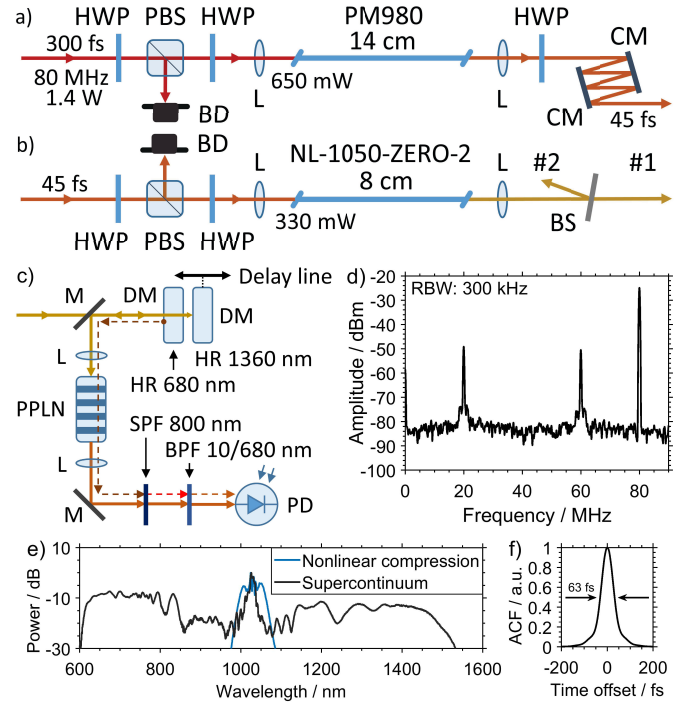 a)
HWP PBS HWP PM980 HWP CM
300 fs 14 cm
80 MHz
1.4 W
BD L 650 mW L CM 45 fs
b)
BD L NL-1050-ZERO-2 L #2 #1
45 fs 8 cm
HWP PBS HWP 330 mW BS
c)
Delay line
M DM DM
HR 1360 nm
L HR 680 nm
PPLN SPF 800 nm
BPF 10/680 nm
L
M PD
d)
RBW: 300 kHz
Amplitude / dBm
-20
-30
-40
-50
-60
-70
-80
-90
-100
0 20 40 60 80
Frequency / MHz
e)
Power / dB
10
-10
-30
Nonlinear compression
Supercontinuum
600 800 1000 1200 1400 1600
Wavelength / nm
f)
ACF / a.u.
1
0.8
0.6
0.4
0.2
0
63 fs
-200 0 200
Time offset / fs